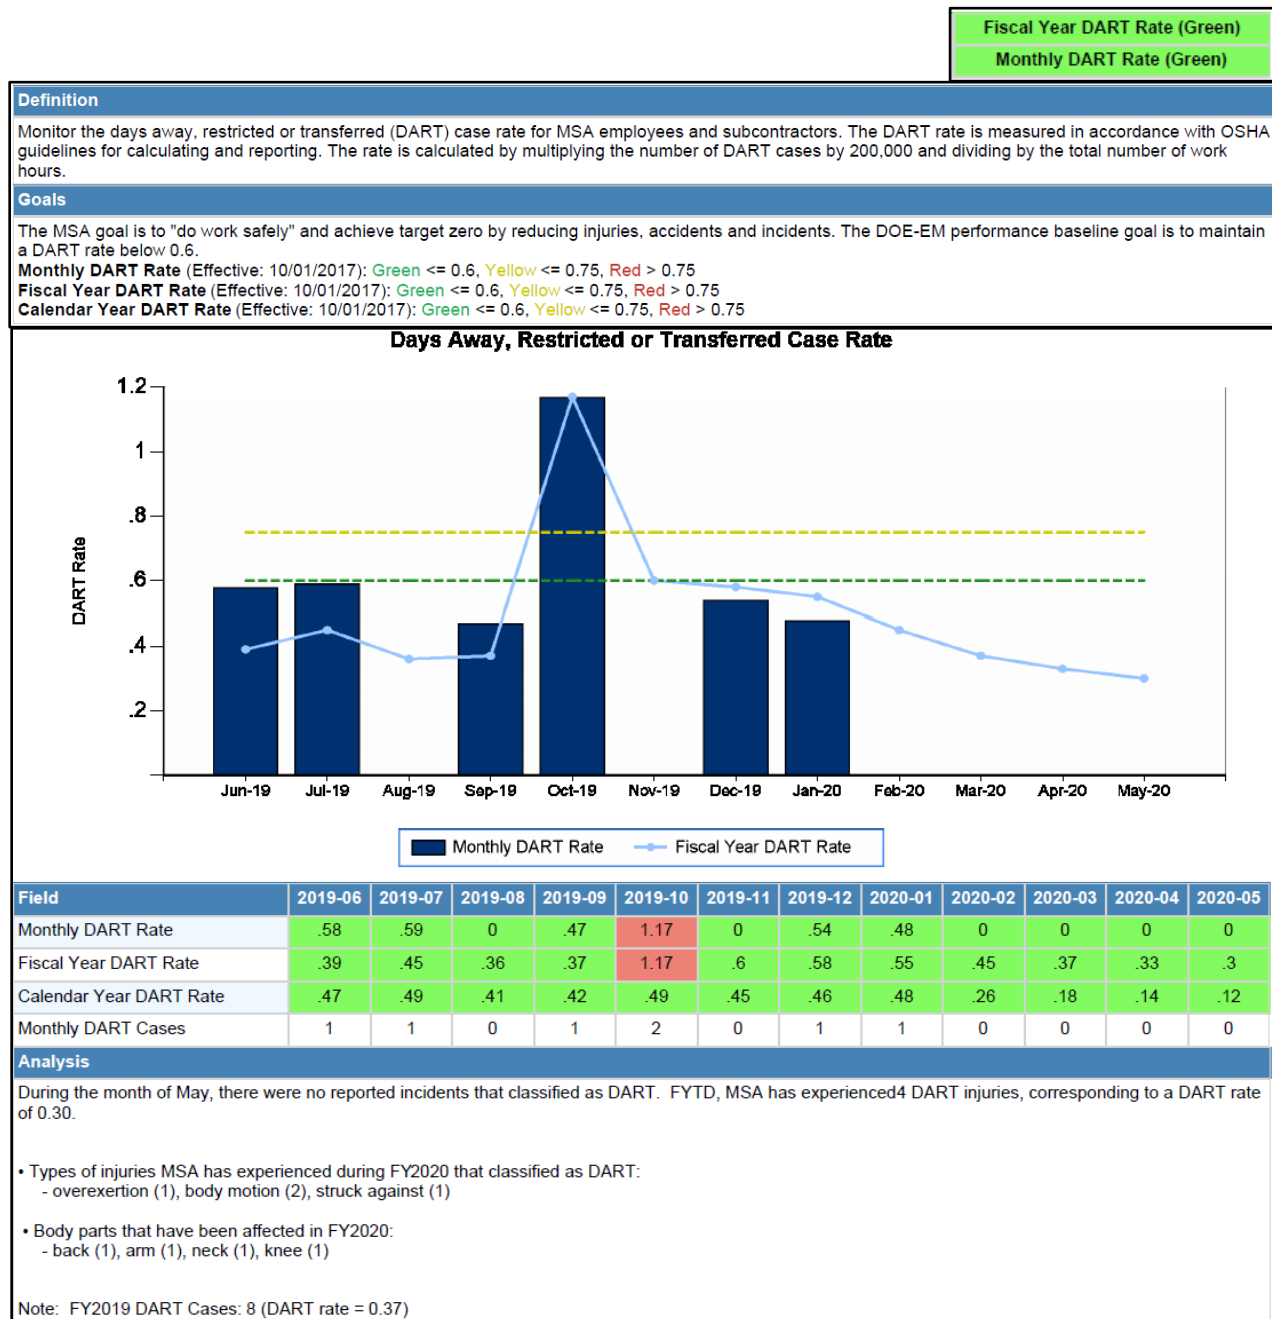 Fiscal Year DART Rate (Green)
Monthly DART Rate (Green)
Definition
Monitor the days away, restricted or transferred (DART) case rate for MSA employees and subcontractors. The DART rate is measured in accordance with OSHA
guidelines for calculating and reporting. The rate is calculated by multiplying the number of DART cases by 200,000 and dividing by the total number of work
hours.
Goals
The MSA goal is to "do work safely" and achieve target zero by reducing injuries, accidents and incidents. The DOE-EM performance baseline goal is to maintain
a DART rate below 0.6.
Monthly DART Rate (Effective: 10/01/2017): Green <= 0.6, Yellow <= 0.75, Red > 0.75
Fiscal Year DART Rate (Effective: 10/01/2017): Green <= 0.6, Yellow <= 0.75, Red > 0.75
Calendar Year DART Rate (Effective: 10/01/2017): Green <= 0.6, Yellow <= 0.75, Red > 0.75
Days Away, Restricted or Transferred Case Rate
1.2
1
.8
.6
.4
.2
DART Rate
Jun-19 Jul-19 Aug-19 Sep-19 Oct-19 Nov-19 Dec-19 Jan-20 Feb-20 Mar-20 Apr-20 May-20
Monthly DART Rate Fiscal Year DART Rate
Field 2019-06 2019-07 2019-08 2019-09 2019-10 2019-11 2019-12 2020-01 2020-02 2020-03 2020-04 2020-05
Monthly DART Rate .58 .59 0 .47 1.17 0 .54 .48 0 0 0 0
Fiscal Year DART Rate .39 .45 .36 .37 1.17 .6 .58 .55 .45 .37 .33 .3
Calendar Year DART Rate .47 .49 .41 .42 .49 .45 .46 .48 .26 .18 .14 .12
Monthly DART Cases 1 1 0 1 2 0 1 1 0 0 0 0
Analysis
During the month of May, there were no reported incidents that classified as DART. FYTD, MSA has experienced4 DART injuries, corresponding to a DART rate
of 0.30.
• Types of injuries MSA has experienced during FY2020 that classified as DART:
- overexertion (1), body motion (2), struck against (1)
• Body parts that have been affected in FY2020:
- back (1), arm (1), neck (1), knee (1)
Note: FY2019 DART Cases: 8 (DART rate = 0.37)